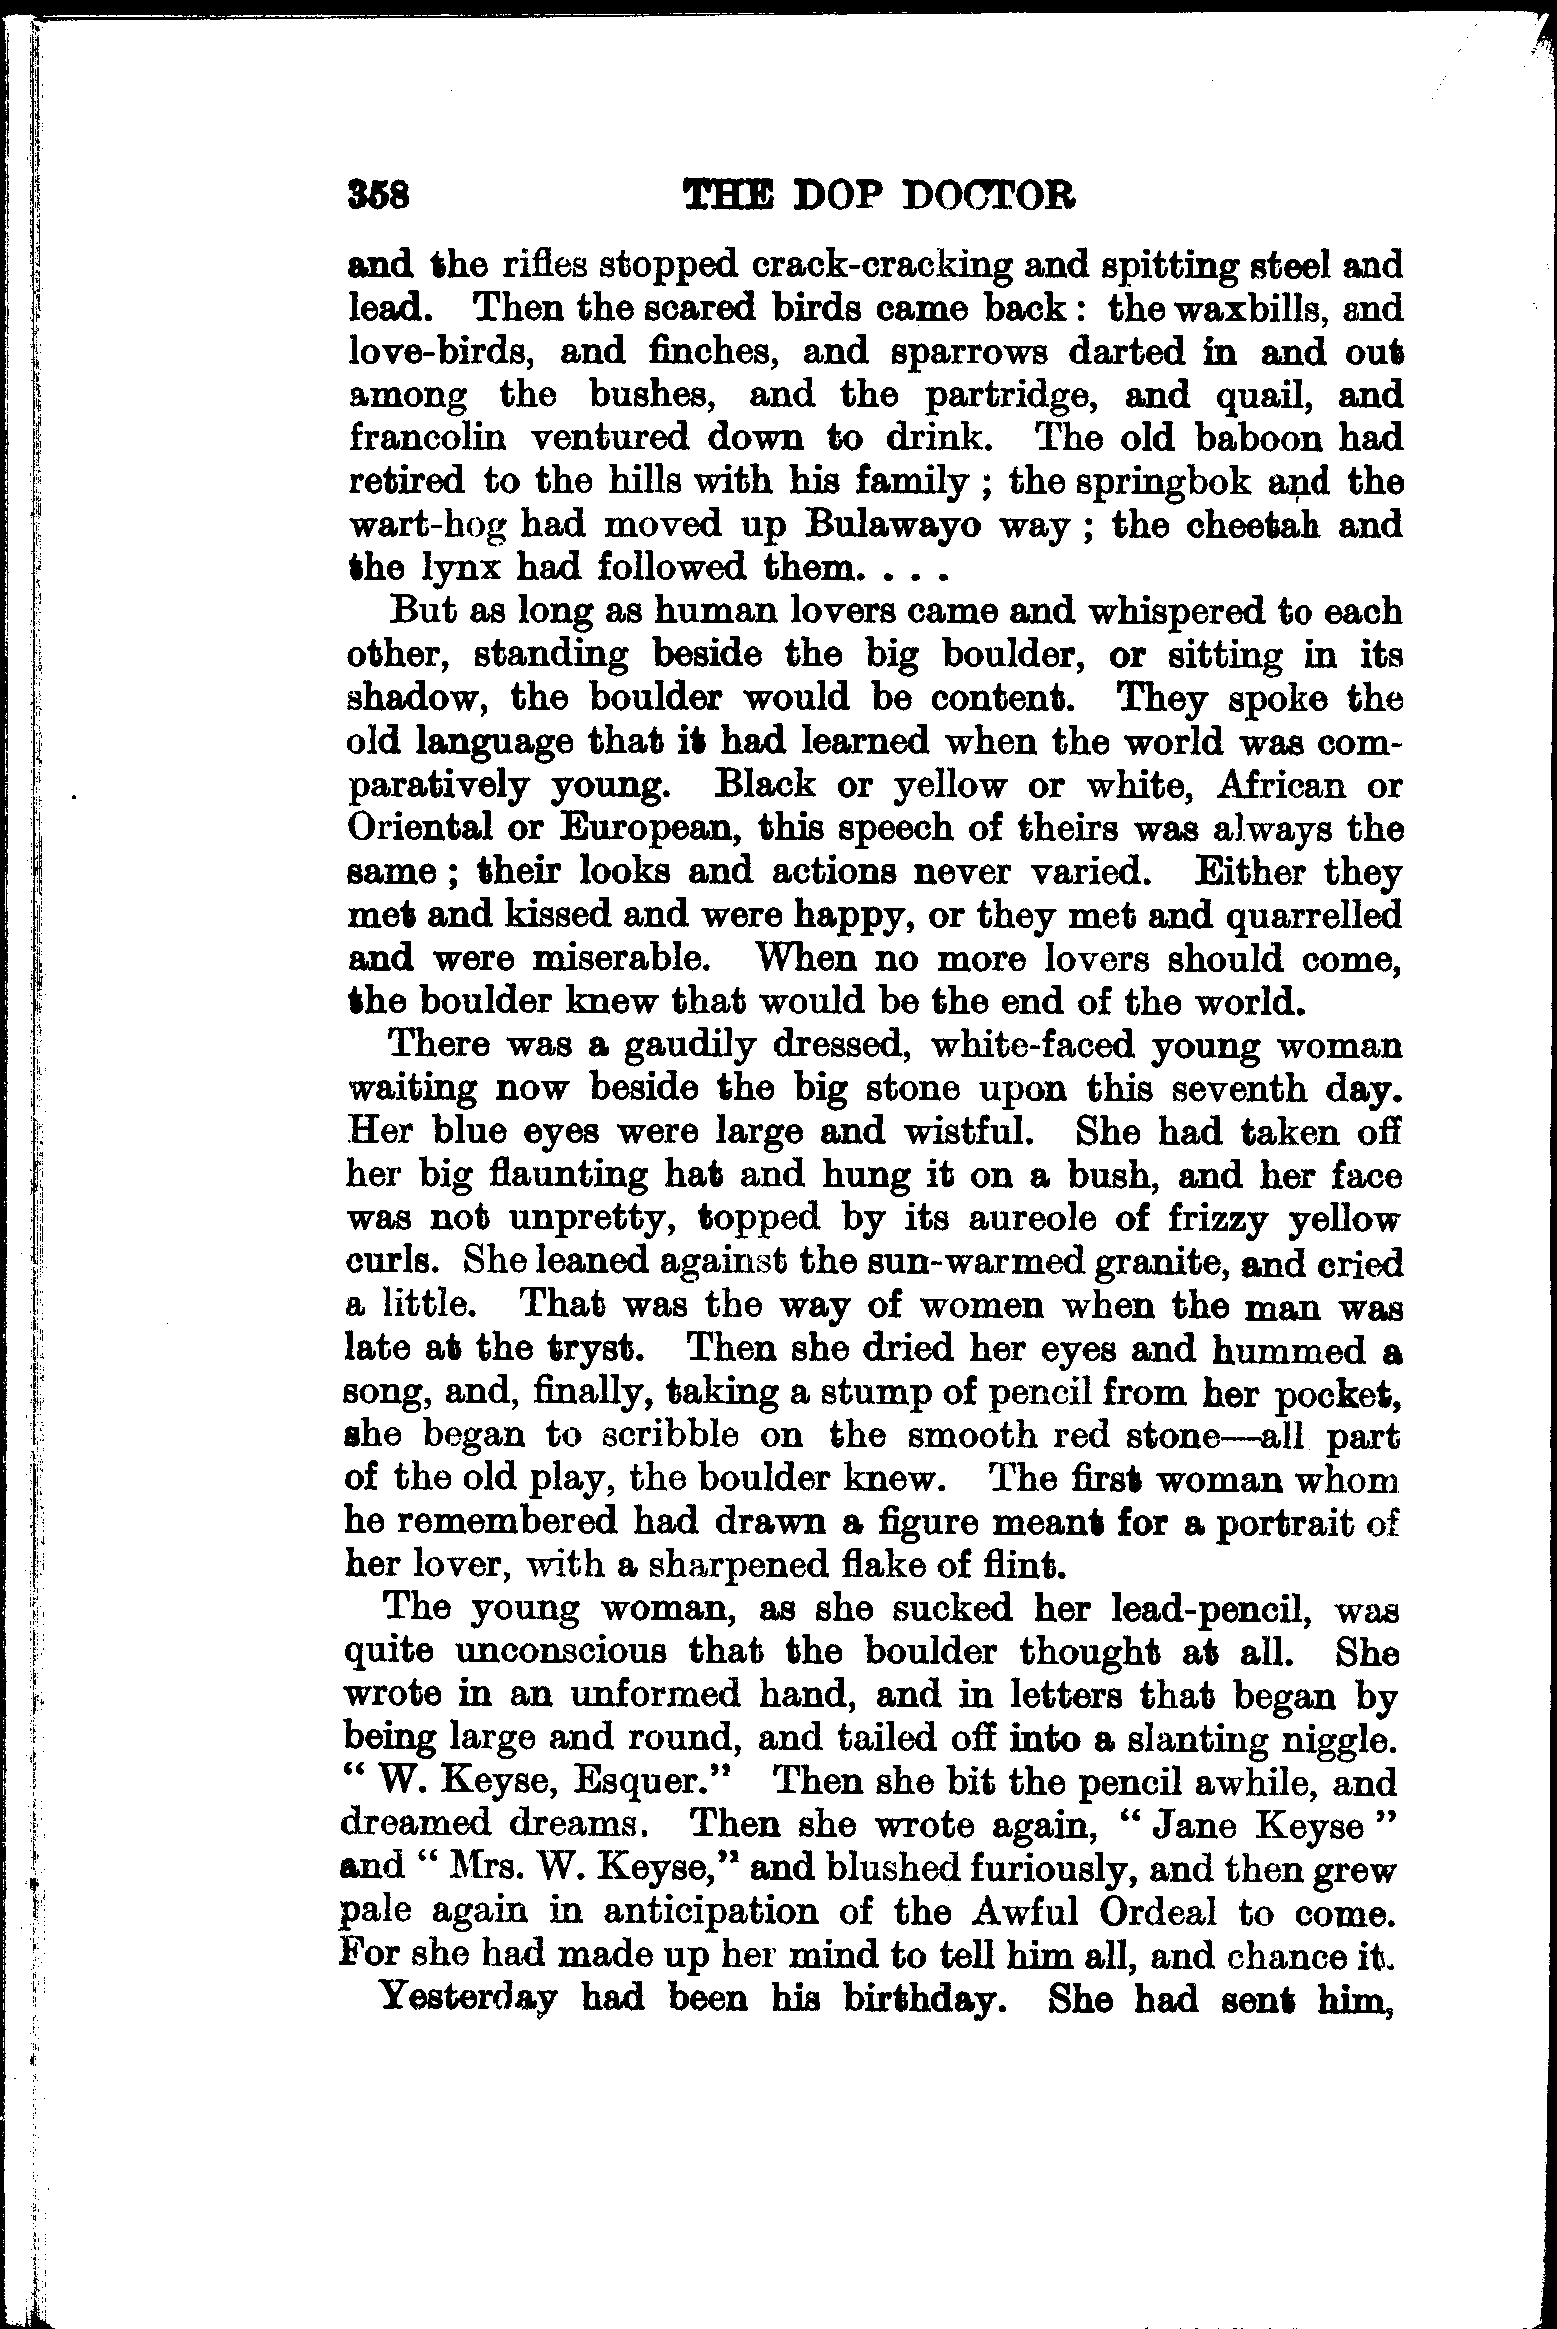 358 THE DOP DOCTOR
and the rifles stopped crack-cracking and spitting steel and
lead. Then the scared birds came back : the waxbills, and
love-birds, and finches, and sparrows darted in and out
among the bushes, and the partridge, and quail, and
francolin ventured down to drink. The old baboon had
retired to the hills with his family ; the springbok and the
wart-hog had moved up Bulawayo way ; the cheetah and
the lynx had followed them. . . .
But as long as human lovers came and whispered to each
other, standing beside the big boulder, or sitting in its
shadow, the boulder would be content. They spoke the
old language that it had learned when the world was com-
paratively young. Black or yellow or white, African or
Oriental or European, this speech of theirs was always the
same ; their looks and actions never varied. Either they
met and kissed and were happy, or they met and quarrelled
and were miserable. When no more lovers should come,
the boulder knew that would be the end of the world.
There was a gaudily dressed, white-faced young woman
waiting now beside the big stone upon this seventh day.
Her blue eyes were large and wistful. She had taken off
her big flaunting hat and hung it on a bush, and her face
was not unpretty, topped by its aureole of frizzy yellow
curls. She leaned against the sun-warmed granite, and cried
a little. That was the way of women when the man was
late at the tryst. Then she dried her eyes and hummed a
song, and, finally, taking a stump of pencil from her pocket,
she began to scribble on the smooth red stone—all part
of the old play, the boulder knew. The first woman whom
he remembered had drawn a figure meant for a portrait of
her lover, with a sharpened flake of flint.
The young woman, as she sucked her lead-pencil, was
quite unconscious that the boulder thought at all. She
wrote in an unformed hand, and in letters that began by
being large and round, and tailed off into a slanting niggle.
“ W. Keyse, Esquer.” Then she bit the pencil awhile, and
dreamed dreams. Then she wrote again, “ Jane Keyse ”
and “ Mrs. W. Keyse,” and blushed furiously, and then grew
pale again in anticipation of the Awful Ordeal to come.
For she had made up her mind to tell him all, and chance it.
Yesterday had been his birthday. She had sent him,